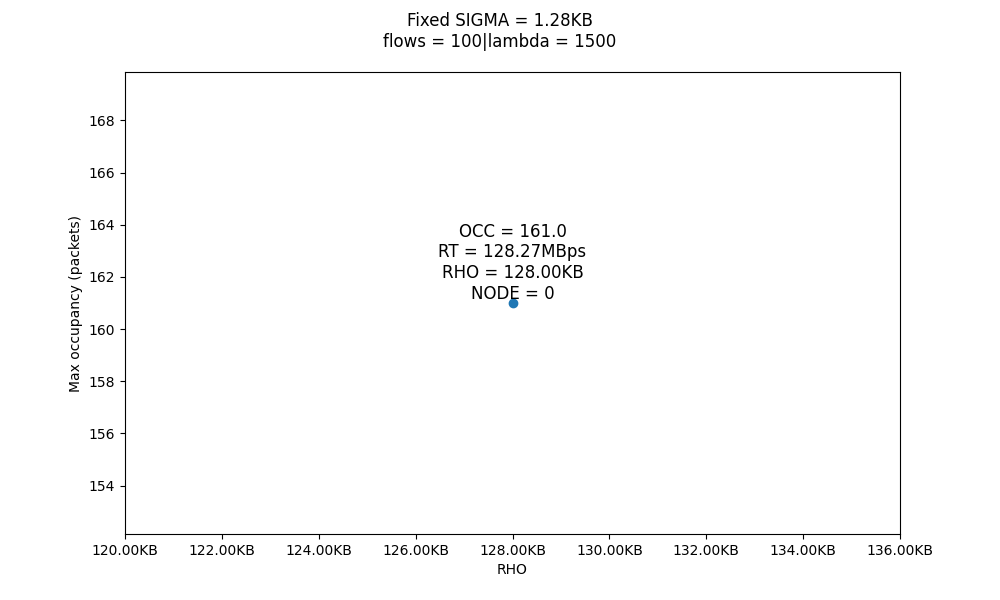 Fixed SIGMA = 1.28KB
flows = 100|lambda = 1500
168
166
164
162
160
158
156
154
Max occupancy (packets)
OCC = 161.0
RT = 128.27MBps
RHO = 128.00KB
NODE = 0
120.00KB 122.00KB 124.00KB 126.00KB 128.00KB 130.00KB 132.00KB 134.00KB 136.00KB
RHO